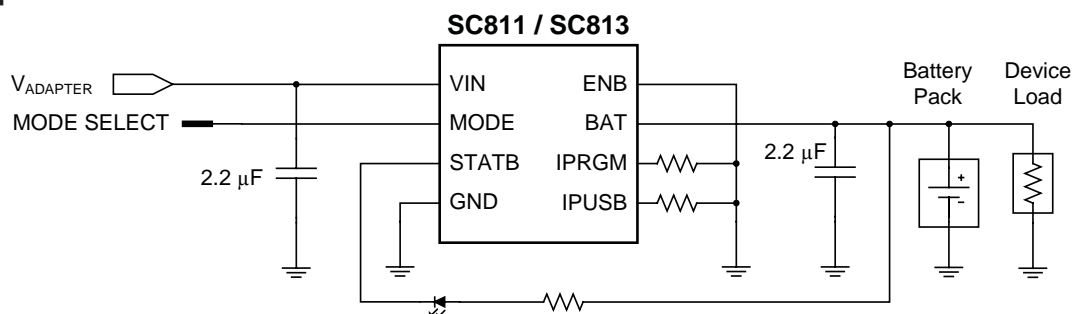 SC811 / SC813
V_ADAPTER
MODE SELECT
2.2 μF
VIN
MODE
STATB
GND
ENB
BAT
IPRGM
IPUSB
2.2 μF
Battery
Pack
Device
Load
+
−